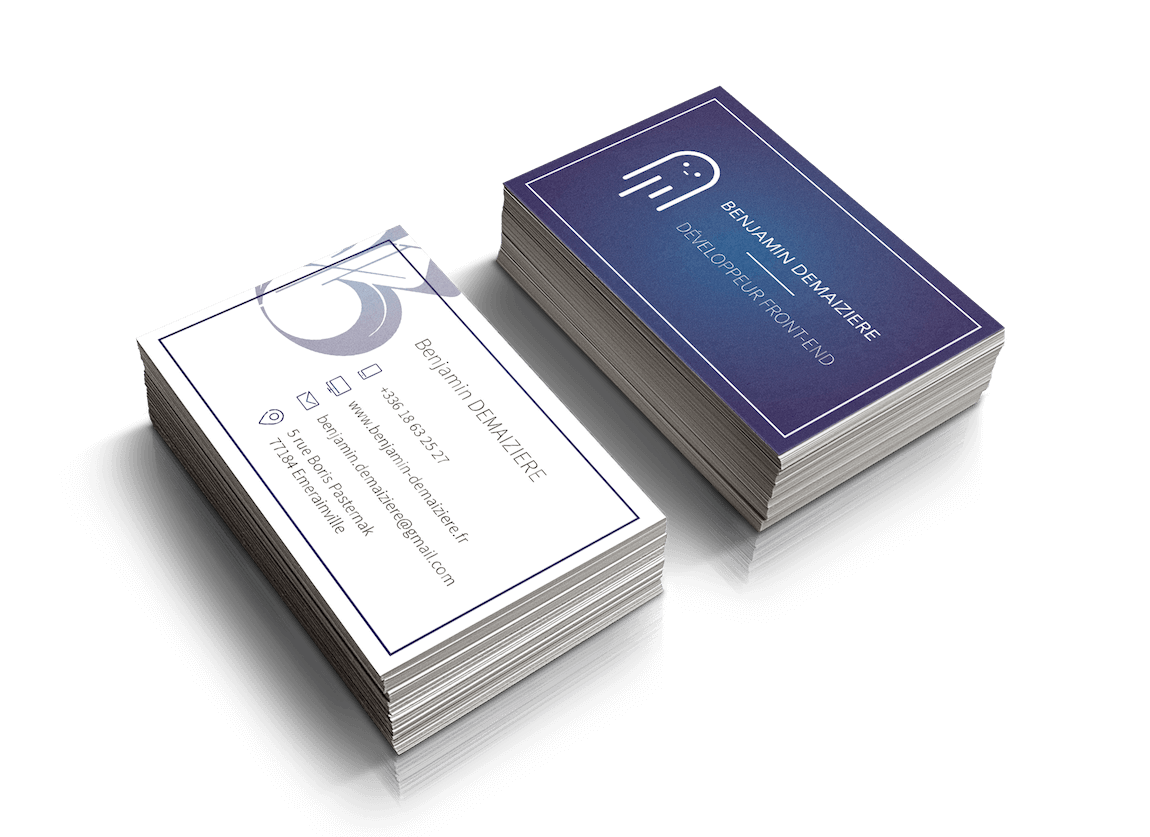 Benjamin DEMAIZIERE
+336 18 63 25 27
www.benjamin-demaiziere.fr
benjamin.demaiziere@gmail.com
5 rue Boris Pasternak
77184 Emerainville
BENJAMIN DEMAIZIERE
DÉVELOPPEUR FRONT-END